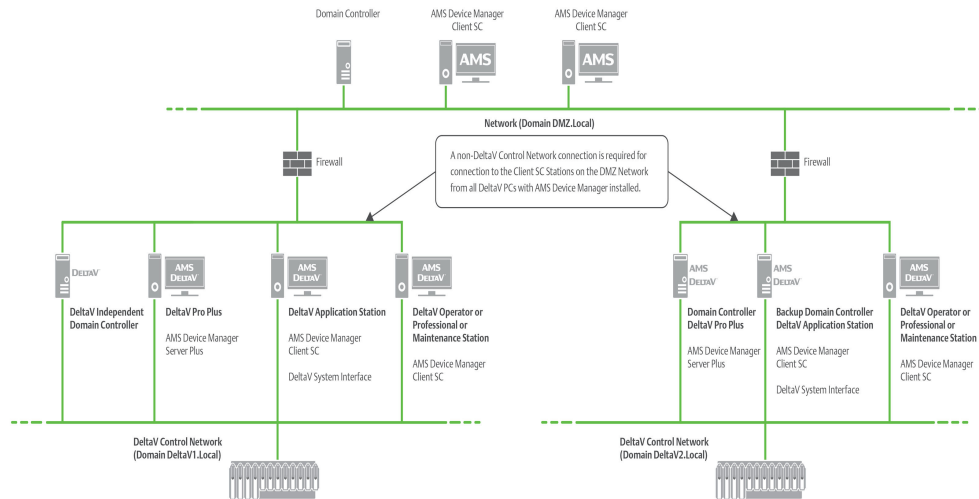 Domain Controller
AMS Device Manager
Client SC
AMS Device Manager
Client SC
AMS
AMS
Network (Domain DMZ.Local)
Firewall
A non-DeltaV Control Network connection is required for
connection to the Client SC Stations on the DMZ Network
from all DeltaV PCs with AMS Device Manager installed.
Firewall
DELTAV
AMS
DELTAV
AMS
DELTAV
AMS
DELTAV
AMS
DELTAV
AMS
DELTAV
AMS
DELTAV
DeltaV Independent
Domain Controller
DeltaV Pro Plus
AMS Device Manager
Server Plus
DeltaV Application Station
AMS Device Manager
Client SC
DeltaV System Interface
DeltaV Operator or
Professional or
Maintenance Station
AMS Device Manager
Client SC
Domain Controller
DeltaV Pro Plus
AMS Device Manager
Server Plus
Backup Domain Controller
DeltaV Application Station
AMS Device Manager
Client SC
DeltaV System Interface
DeltaV Operator or
Professional or
Maintenance Station
AMS Device Manager
Client SC
DeltaV Control Network
(Domain DeltaV1.Local)
DeltaV Control Network
(Domain DeltaV2.Local)